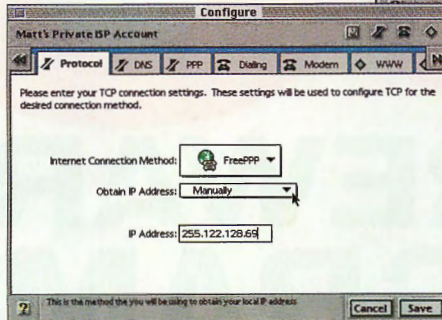 Configure
Matt's Private ISP Account
Protocol
DNS
PPP
Dialing
Modem
WWW
Please enter your TCP connection settings. These settings will be used to configure TCP for the
desired connection method.
Internet Connection Method: FreePPP
Obtain IP Address: Manually
IP Address: 255.122.128.69
?
This is the method the you will be using to obtain your local IP address
Cancel
Save